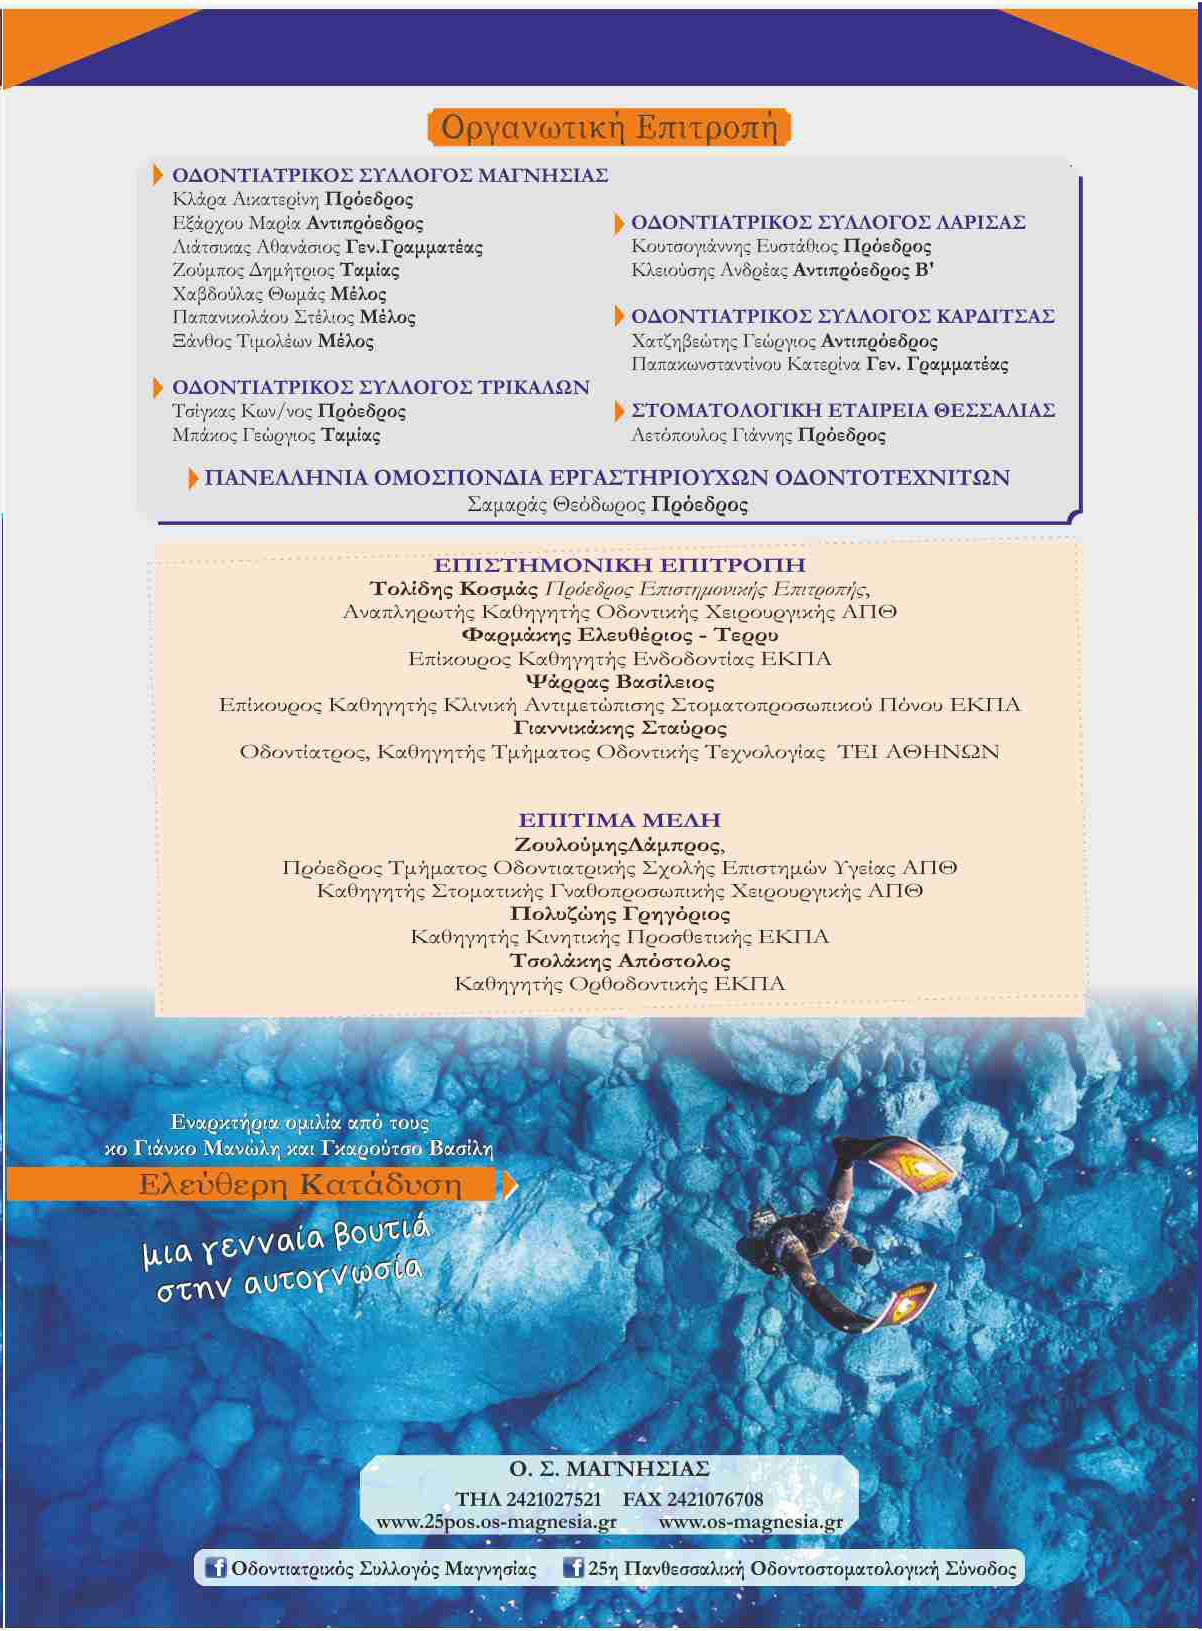 Οργανωτική Επιτροπή
ΟΔΟΝΤΙΑΤΡΙΚΟΣ ΣΥΛΛΟΓΟΣ ΜΑΓΝΗΣΙΑΣ
Κλάρα Αικατερίνη Πρόεδρος
Εξάρχου Μαρία Αντιπρόεδρος
Λιάτσικας Αθανάσιος Γεν.Γραμματέας
Ζούμπος Δημήτριος Ταμίας
Χαβδούλας Θωμάς Μέλος
Παπανικολάου Στέλιος Μέλος
Ξάνθος Τιμολέων Μέλος
ΟΔΟΝΤΙΑΤΡΙΚΟΣ ΣΥΛΛΟΓΟΣ ΤΡΙΚΑΛΩΝ
Τσίγκας Κων/νος Πρόεδρος
Μπάκος Γεώργιος Ταμίας
ΟΔΟΝΤΙΑΤΡΙΚΟΣ ΣΥΛΛΟΓΟΣ ΛΑΡΙΣΑΣ
Κουτσογιάννης Ευστάθιος Πρόεδρος
Κλειούσης Ανδρέας Αντιπρόεδρος Β'
ΟΔΟΝΤΙΑΤΡΙΚΟΣ ΣΥΛΛΟΓΟΣ ΚΑΡΔΙΤΣΑΣ
Χατζηβεώτης Γεώργιος Αντιπρόεδρος
Παπακωνσταντίνου Κατερίνα Γεν. Γραμματέας
ΣΤΟΜΑΤΟΛΟΓΙΚΗ ΕΤΑΙΡΕΙΑ ΘΕΣΣΑΛΙΑΣ
Αετόπουλος Γιάννης Πρόεδρος
ΠΑΝΕΛΛΗΝΙΑ ΟΜΟΣΠΟΝΔΙΑ ΕΡΓΑΣΤΗΡΙΟΥΧΩΝ ΟΔΟΝΤΟΤΕΧΝΙΤΩΝ
Σαμαράς Θεόδωρος Πρόεδρος
ΕΠΙΣΤΗΜΟΝΙΚΗ ΕΠΙΤΡΟΠΗ
Τολίδης Κοσμάς Πρόεδρος Επιστημονικής Επιτροπής,
Αναπληρωτής Καθηγητής Οδοντικής Χειρουργικής ΑΠΘ
Φαρμάκης Ελευθέριος - Τερρυ
Επίκουρος Καθηγητής Ενδοδοντίας ΕΚΠΑ
Ψάρρας Βασίλειος
Επίκουρος Καθηγητής Κλινική Αντιμετώπισης Στοματοπροσωπικού Πόνου ΕΚΠΑ
Γιαννικάκης Σταύρος
Οδοντίατρος, Καθηγητής Τμήματος Οδοντικής Τεχνολογίας ΤΕΙ ΑΘΗΝΩΝ
ΕΠΙΤΙΜΑ ΜΕΛΗ
ΖουλούμηςΛάμπρος,
Πρόεδρος Τμήματος Οδοντιατρικής Σχολής Επιστημών Υγείας ΑΠΘ
Καθηγητής Στοματικής Γναθοπροσωπικής Χειρουργικής ΑΠΘ
Πολυζώης Γρηγόριος
Καθηγητής Κινητικής Προσθετικής ΕΚΠΑ
Τσολάκης Απόστολος
Καθηγητής Ορθοδοντικής ΕΚΠΑ
Εναρκτήρια ομιλία από τους
κο Γιάνκο Μανώλη και Γκαρούτσο Βασίλη
Ελεύθερη Κατάδυση
μια γενναία βουτιά
στην αυτογνωσία
Ο. Σ. ΜΑΓΝΗΣΙΑΣ
ΤΗΛ 2421027521 FAX 2421076708
www.25pos.os-magnesia.gr www.os-magnesia.gr
f Οδοντιατρικός Συλλογός Μαγνησίας f 25η Πανθεσσαλική Οδοντοστοματολογική Σύνοδος